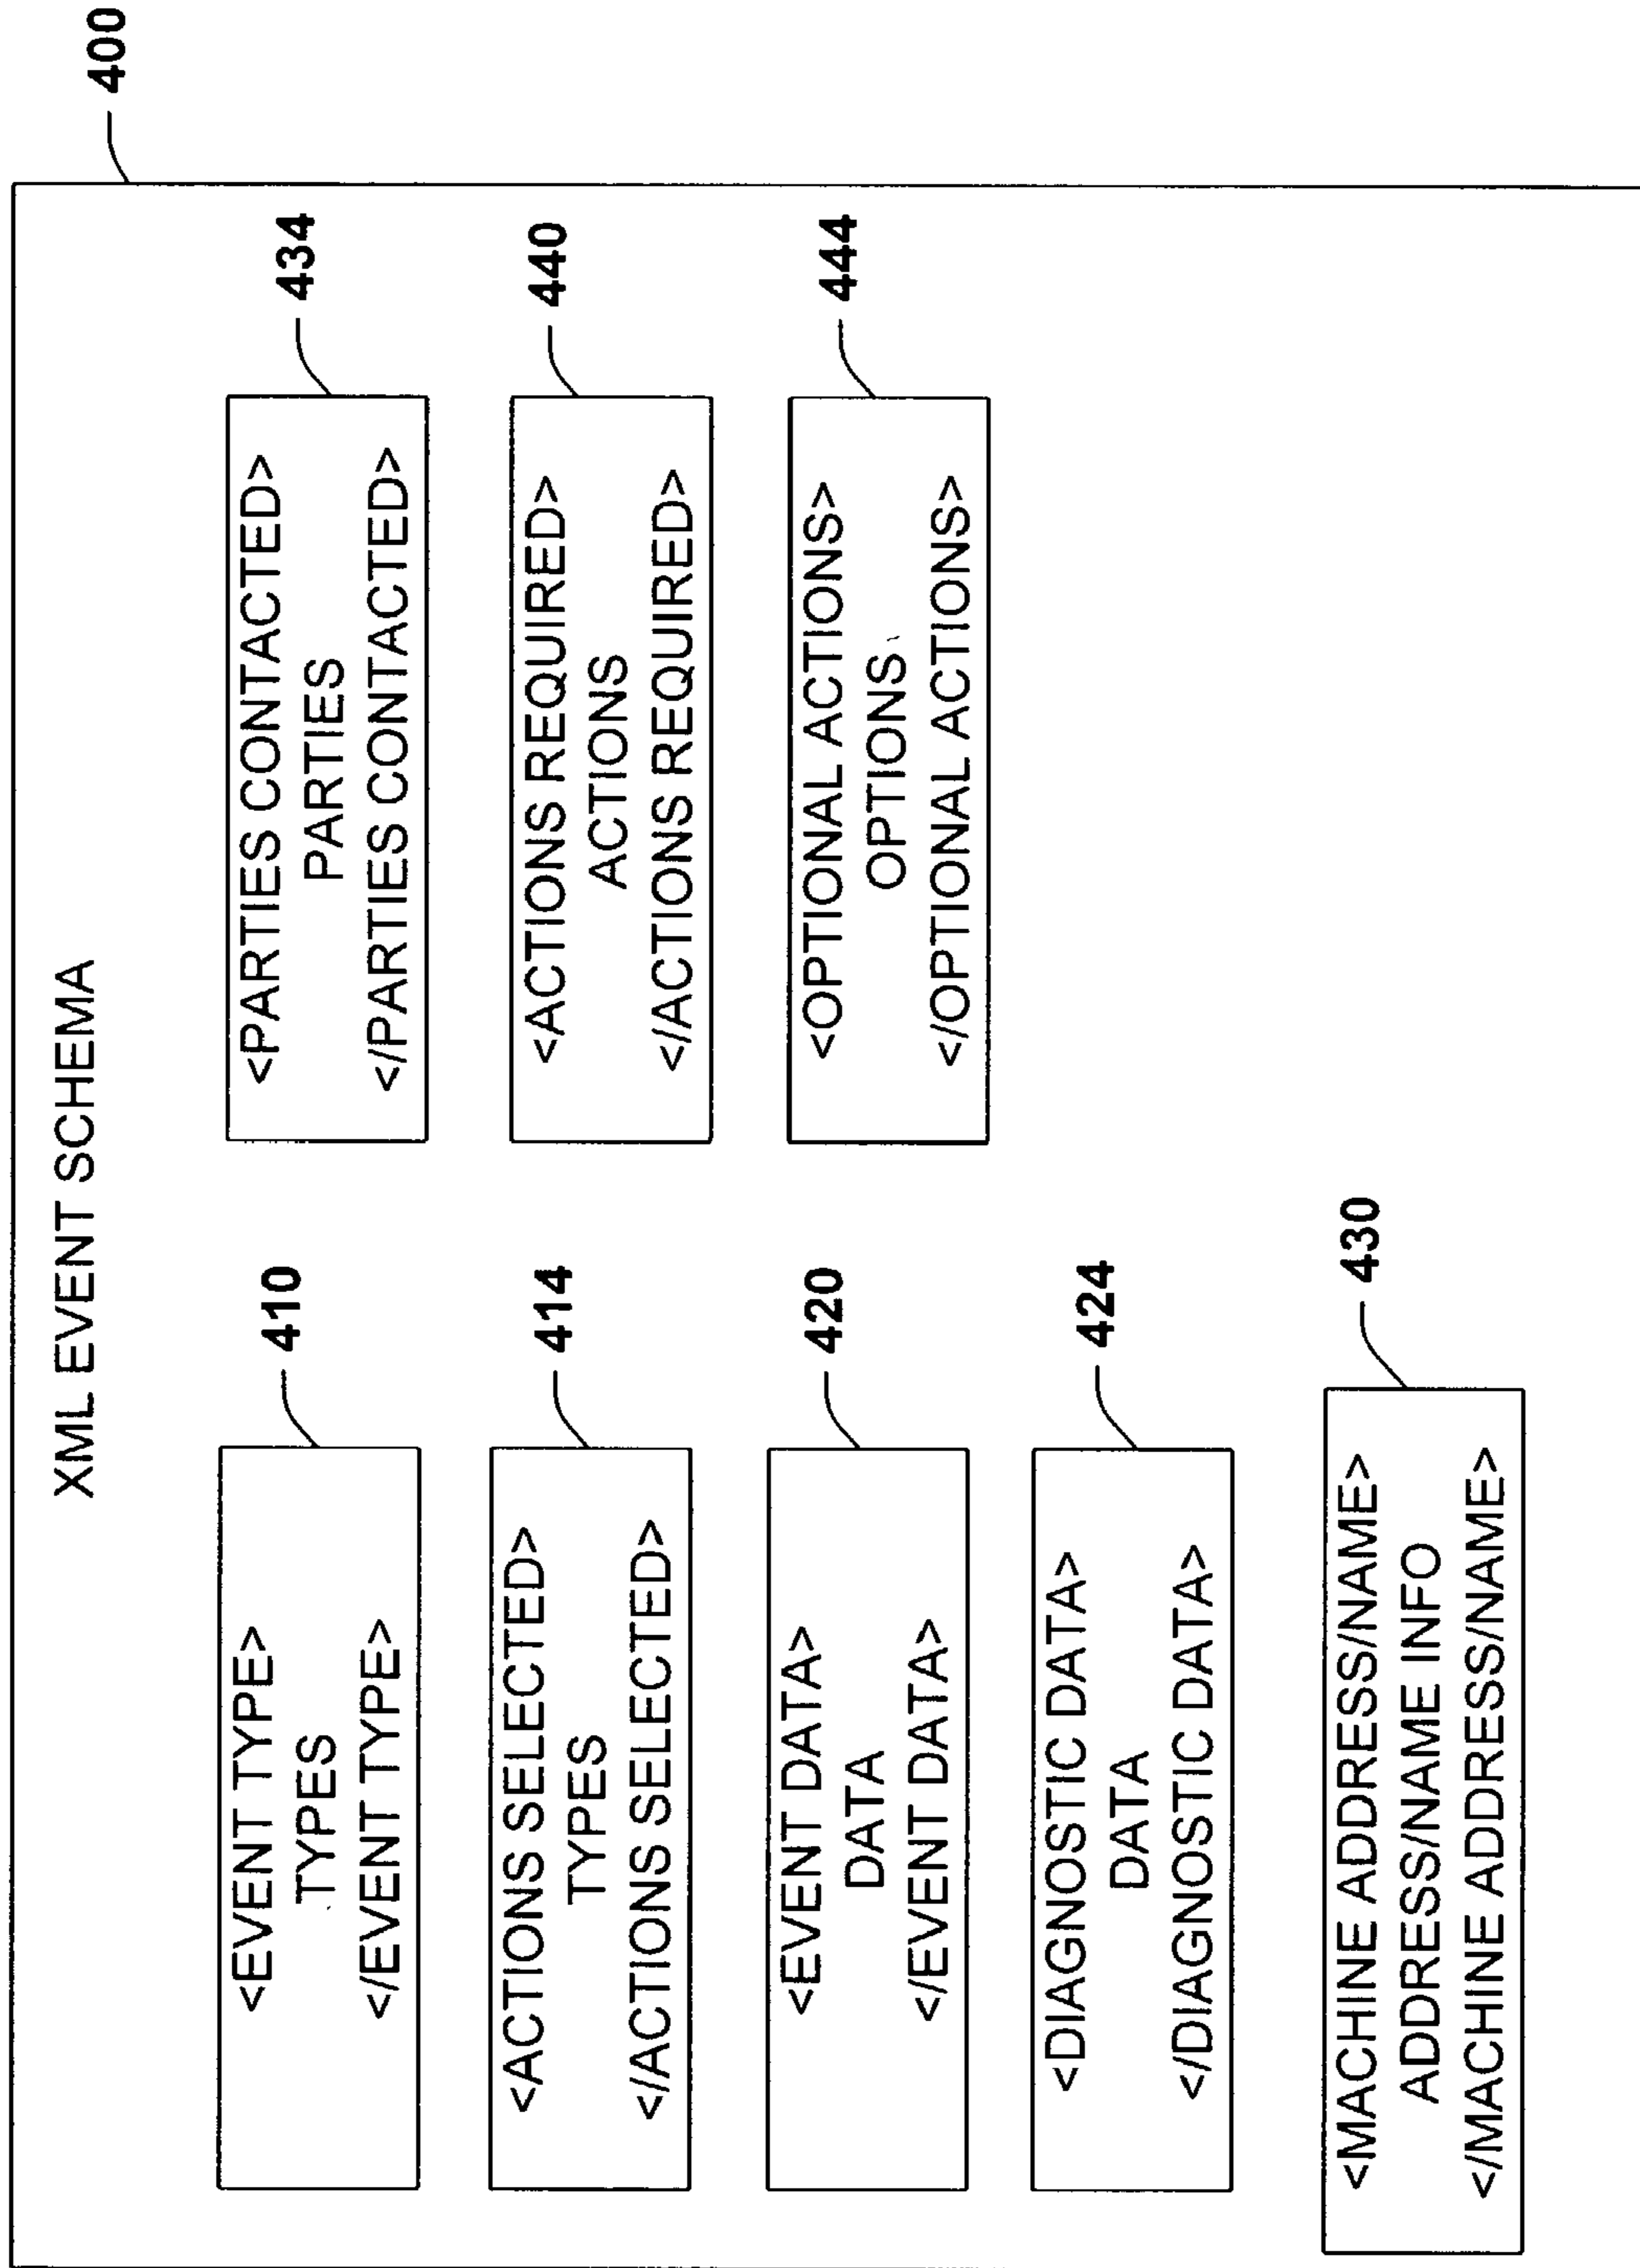 400
XML EVENT SCHEMA
410
<EVENT TYPE>
TYPES
</EVENT TYPE>
414
<ACTIONS SELECTED>
TYPES
</ACTIONS SELECTED>
420
<EVENT DATA>
DATA
</EVENT DATA>
424
<DIAGNOSTIC DATA>
DATA
</DIAGNOSTIC DATA>
430
<MACHINE ADDRESS/NAME>
ADDRESS/NAME INFO
</MACHINE ADDRESS/NAME>
434
<PARTIES CONTACTED>
PARTIES
</PARTIES CONTACTED>
440
<ACTIONS REQUIRED>
ACTIONS
</ACTIONS REQUIRED>
444
<OPTIONAL ACTIONS>
OPTIONS
</OPTIONAL ACTIONS>